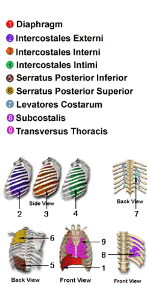 1 Diaphragm
2 Intercostales Externi
3 Intercostales Interni
4 Intercostales Intimi
5 Serratus Posterior Inferior
6 Serratus Posterior Superior
7 Levatores Costarum
8 Subcostalis
9 Transversus Thoracis
Side View
2 3 4
Back View
7
6
5
Back View
9
1
Front View
8
Front View